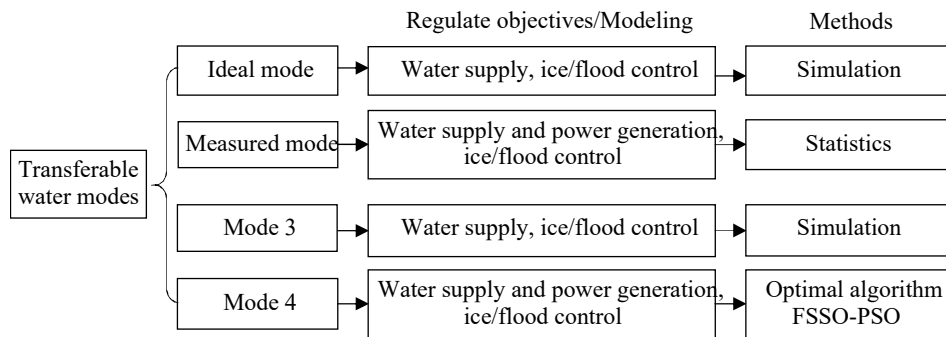 Regulate objectives/Modeling
Methods
Ideal mode
Water supply, ice/flood control
Simulation
Measured mode
Water supply and power generation,
ice/flood control
Statistics
Transferable
water modes
Mode 3
Water supply, ice/flood control
Simulation
Mode 4
Water supply and power generation,
ice/flood control
Optimal algorithm
FSSO-PSO